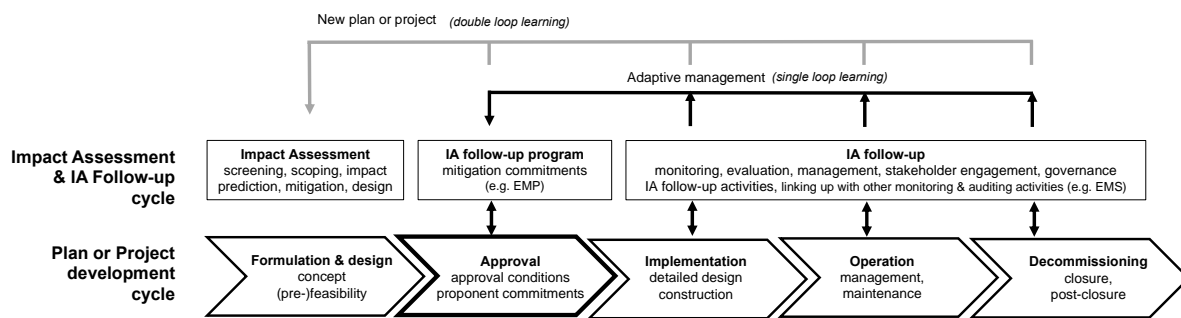 New plan or project (double loop learning)
Adaptive management (single loop learning)
Impact Assessment
& IA Follow-up
cycle
Impact Assessment
screening, scoping, impact
prediction, mitigation, design
IA follow-up program
mitigation commitments
(e.g. EMP)
IA follow-up
monitoring, evaluation, management, stakeholder engagement, governance
IA follow-up activities, linking up with other monitoring & auditing activities (e.g. EMS)
Plan or Project
development
cycle
Formulation & design
concept
(pre-)feasibility
Approval
approval conditions
proponent commitments
Implementation
detailed design
construction
Operation
management,
maintenance
Decommissioning
closure,
post-closure